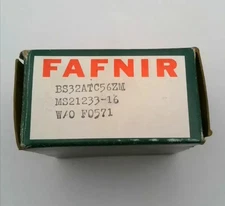 FAFNIR
BS32ATC56ZM
MS21233-16
W/O F0571